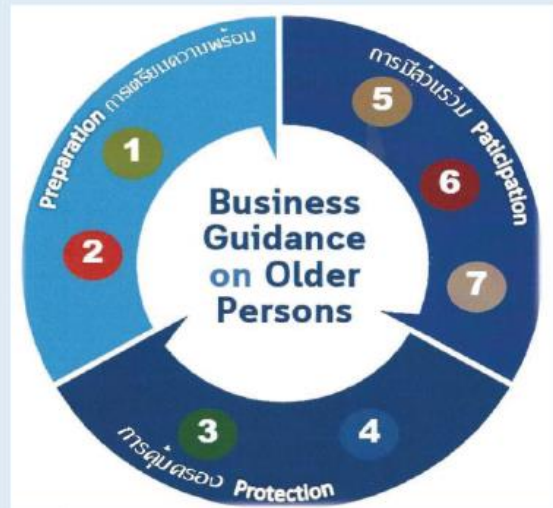 Preparation การเตรียมความพร้อม
1
2
การมีส่วนร่วม Paticipation
5
6
7
Business
Guidance
on Older
Persons
3
4
การคุ้มครอง Protection